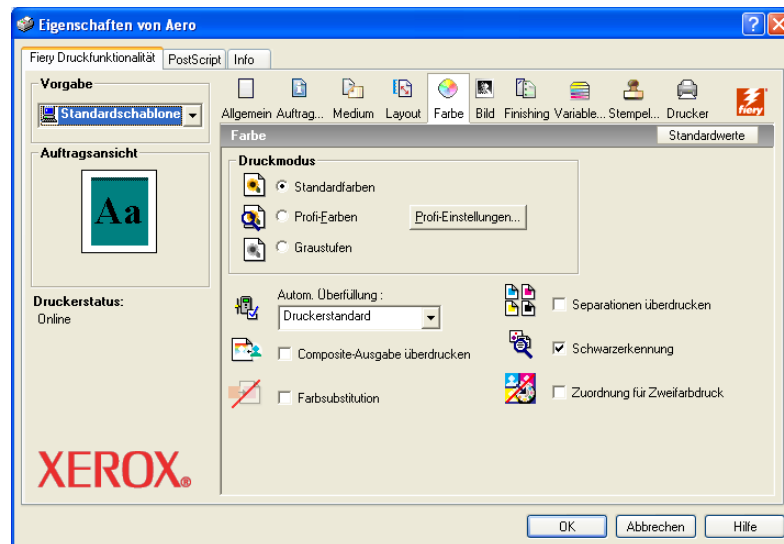 Eigenschaften von Aero
Fiery Druckfunktionalität PostScript Info
Vorgabe
Standardschablone
Auftragsansicht
Aa
Druckerstatus:
Online
XEROX®
Allgemein Auftrag... Medium Layout Farbe Bild Finishing Variable... Stempel... Drucker
fiery
Farbe
Standardwerte
Druckmodus
Standardfarben
Profi-Farben
Profi-Einstellungen...
Graustufen
Autom. Überfüllung :
Druckerstandard
Composite-Ausgabe überdrucken
Farbsubstitution
Separationen überdrucken
Schwarzerkennung
Zuordnung für Zweifarbdruck
OK Abbrechen Hilfe